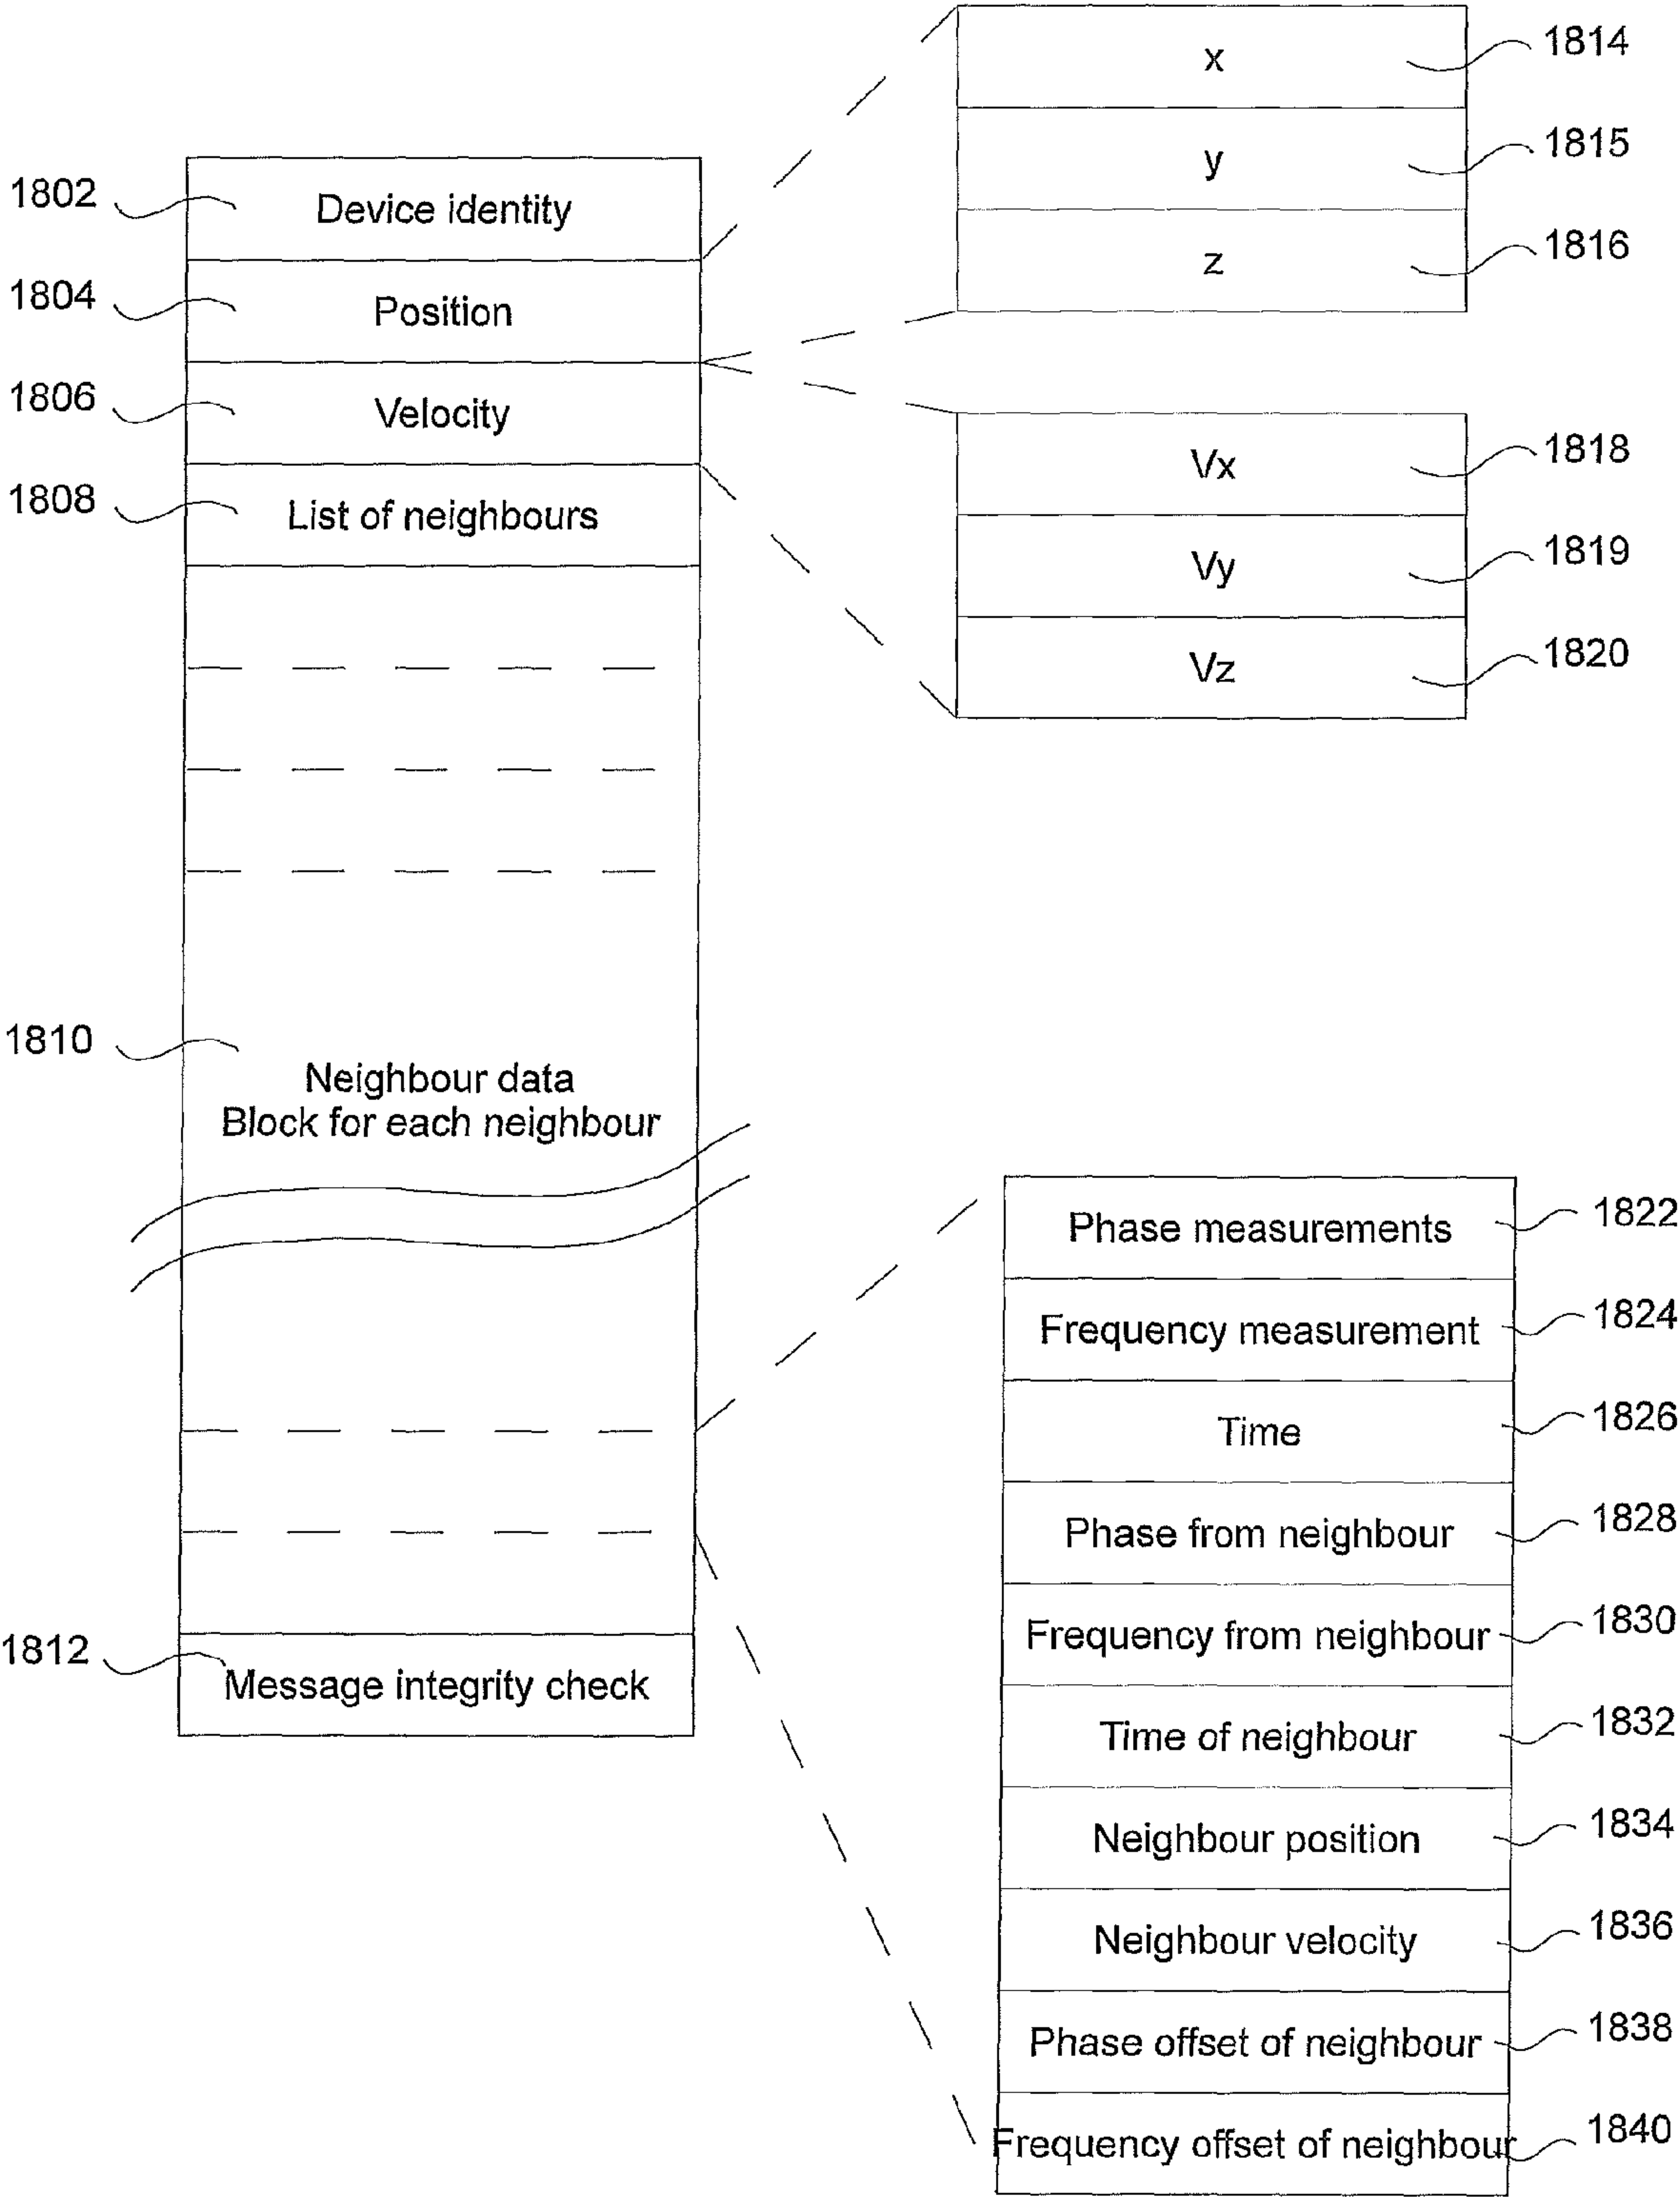 1802
Device identity
1804
Position
1806
Velocity
1808
List of neighbours
1810
Neighbour data
Block for each neighbour
1812
Message integrity check
x
1814
y
1815
z
1816
Vx
1818
Vy
1819
Vz
1820
Phase measurements
1822
Frequency measurement
1824
Time
1826
Phase from neighbour
1828
Frequency from neighbour
1830
Time of neighbour
1832
Neighbour position
1834
Neighbour velocity
1836
Phase offset of neighbour
1838
Frequency offset of neighbour
1840